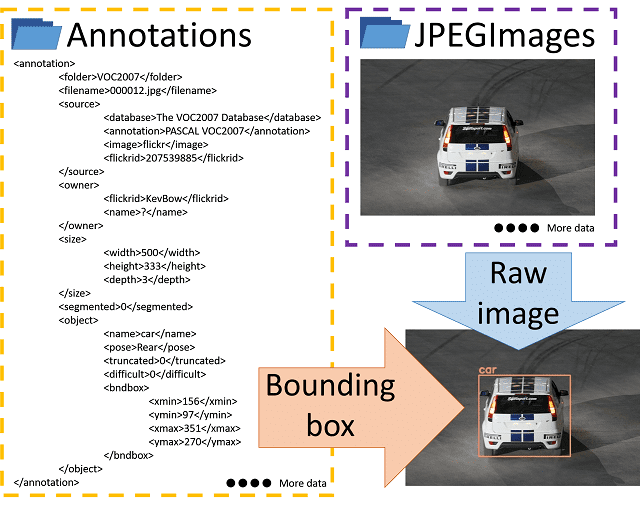 Annotations
<annotation>
<folder>VOC2007</folder>
<filename>000012.jpg</filename>
<source>
<database>The VOC2007 Database</database>
<annotation>PASCAL VOC2007</annotation>
<image>flickr</image>
<flickrid>207539885</flickrid>
</source>
<owner>
<flickrid>KevBow</flickrid>
<name>?</name>
</owner>
<size>
<width>500</width>
<height>333</height>
<depth>3</depth>
</size>
<segmented>0</segmented>
<object>
<name>car</name>
<pose>Rear</pose>
<truncated>0</truncated>
<difficult>0</difficult>
<bndbox>
<xmin>156</xmin>
<ymin>97</ymin>
<xmax>351</xmax>
<ymax>270</ymax>
</bndbox>
</object>
</annotation>
More data
JPEGImages
IRELLI
PIRELLI
More data
Raw
image
Bounding
box
car
IRELLI
PIRELLI